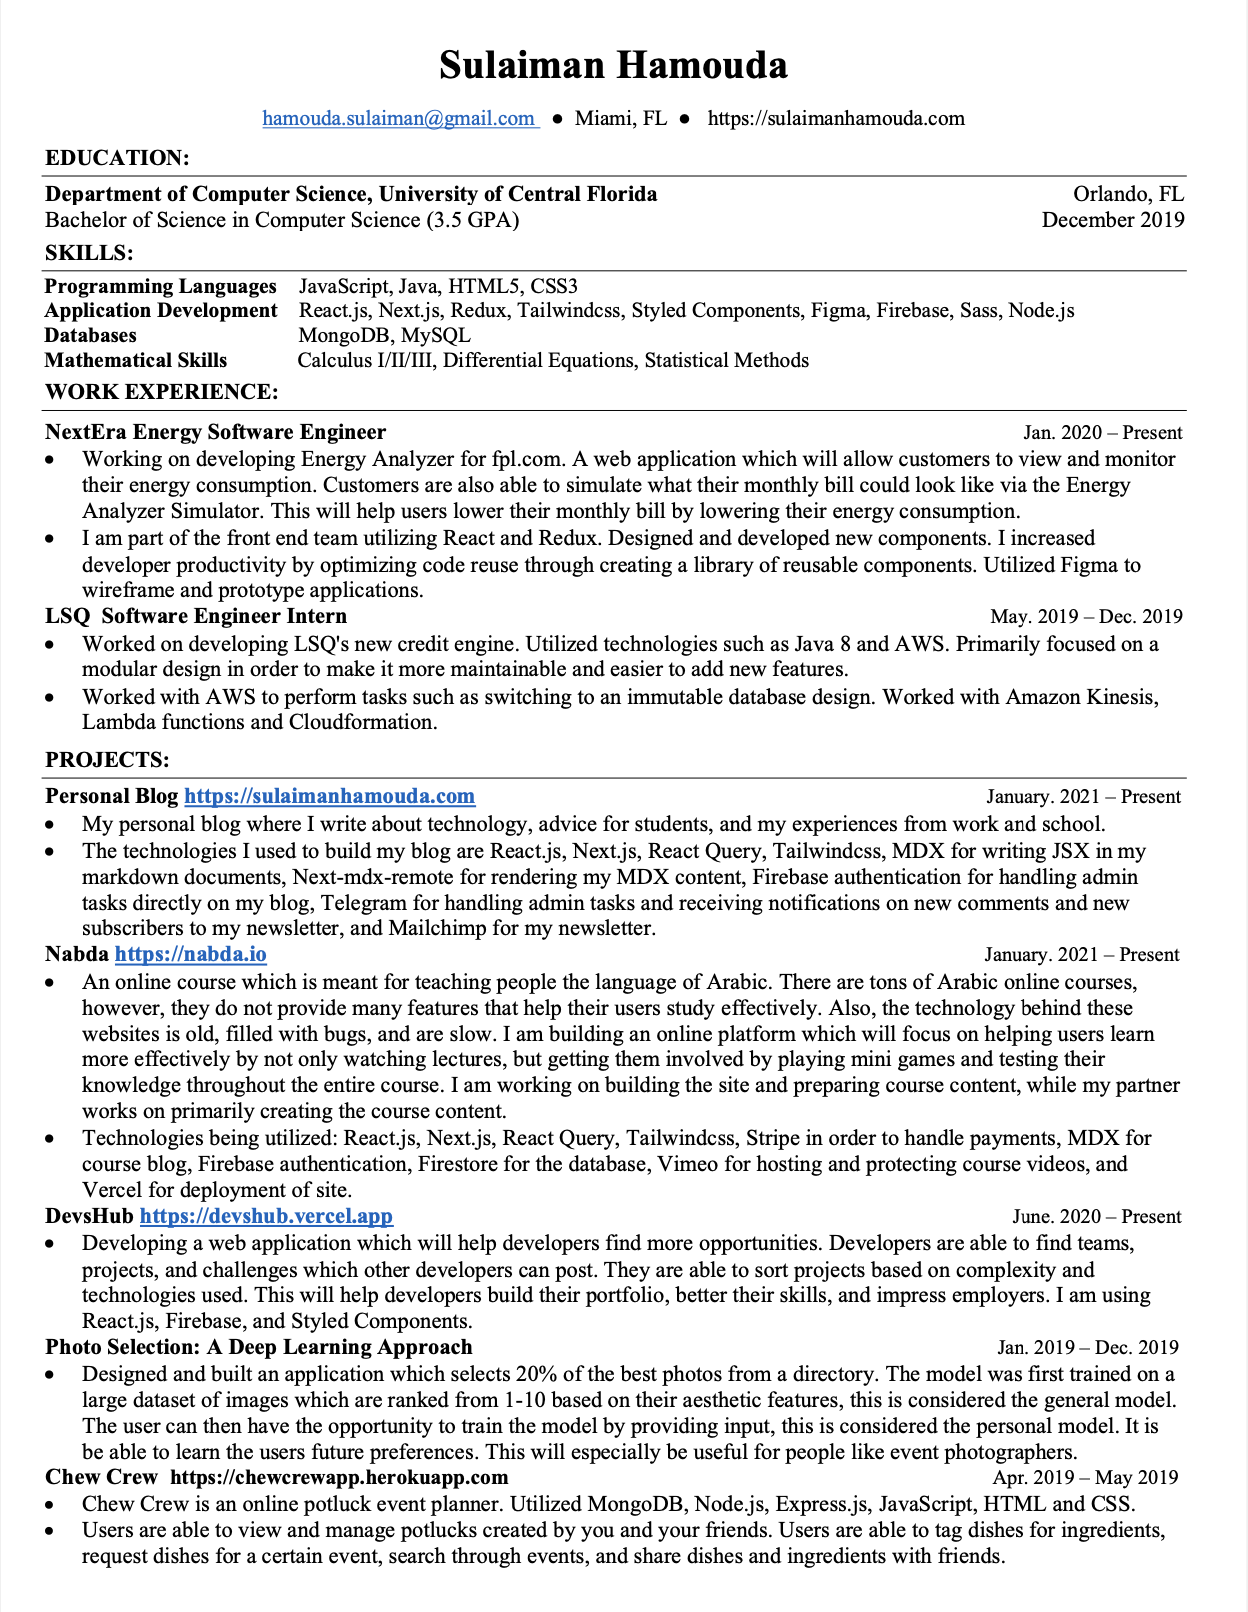 Sulaiman Hamouda
hamouda.sulaiman@gmail.com ● Miami, FL ● https://sulaimanhamouda.com
EDUCATION:
Department of Computer Science, University of Central Florida Orlando, FL
Bachelor of Science in Computer Science (3.5 GPA) December 2019
SKILLS:
Programming Languages JavaScript, Java, HTML5, CSS3
Application Development React.js, Next.js, Redux, Tailwindcss, Styled Components, Figma, Firebase, Sass, Node.js
Databases MongoDB, MySQL
Mathematical Skills Calculus I/II/III, Differential Equations, Statistical Methods
WORK EXPERIENCE:
NextEra Energy Software Engineer Jan. 2020 – Present
● Working on developing Energy Analyzer for fpl.com. A web application which will allow customers to view and monitor
their energy consumption. Customers are also able to simulate what their monthly bill could look like via the Energy
Analyzer Simulator. This will help users lower their monthly bill by lowering their energy consumption.
● I am part of the front end team utilizing React and Redux. Designed and developed new components. I increased
developer productivity by optimizing code reuse through creating a library of reusable components. Utilized Figma to
wireframe and prototype applications.
LSQ Software Engineer Intern May. 2019 – Dec. 2019
● Worked on developing LSQ's new credit engine. Utilized technologies such as Java 8 and AWS. Primarily focused on a
modular design in order to make it more maintainable and easier to add new features.
● Worked with AWS to perform tasks such as switching to an immutable database design. Worked with Amazon Kinesis,
Lambda functions and Cloudformation.
PROJECTS:
Personal Blog https://sulaimanhamouda.com January. 2021 – Present
● My personal blog where I write about technology, advice for students, and my experiences from work and school.
● The technologies I used to build my blog are React.js, Next.js, React Query, Tailwindcss, MDX for writing JSX in my
markdown documents, Next-mdx-remote for rendering my MDX content, Firebase authentication for handling admin
tasks directly on my blog, Telegram for handling admin tasks and receiving notifications on new comments and new
subscribers to my newsletter, and Mailchimp for my newsletter.
Nabda https://nabda.io January. 2021 – Present
● An online course which is meant for teaching people the language of Arabic. There are tons of Arabic online courses,
however, they do not provide many features that help their users study effectively. Also, the technology behind these
websites is old, filled with bugs, and are slow. I am building an online platform which will focus on helping users learn
more effectively by not only watching lectures, but getting them involved by playing mini games and testing their
knowledge throughout the entire course. I am working on building the site and preparing course content, while my partner
works on primarily creating the course content.
● Technologies being utilized: React.js, Next.js, React Query, Tailwindcss, Stripe in order to handle payments, MDX for
course blog, Firebase authentication, Firestore for the database, Vimeo for hosting and protecting course videos, and
Vercel for deployment of site.
DevsHub https://devshub.vercel.app June. 2020 – Present
● Developing a web application which will help developers find more opportunities. Developers are able to find teams,
projects, and challenges which other developers can post. They are able to sort projects based on complexity and
technologies used. This will help developers build their portfolio, better their skills, and impress employers. I am using
React.js, Firebase, and Styled Components.
Photo Selection: A Deep Learning Approach Jan. 2019 – Dec. 2019
● Designed and built an application which selects 20% of the best photos from a directory. The model was first trained on a
large dataset of images which are ranked from 1-10 based on their aesthetic features, this is considered the general model.
The user can then have the opportunity to train the model by providing input, this is considered the personal model. It is
be able to learn the users future preferences. This will especially be useful for people like event photographers.
Chew Crew https://chewcrewapp.herokuapp.com Apr. 2019 – May 2019
● Chew Crew is an online potluck event planner. Utilized MongoDB, Node.js, Express.js, JavaScript, HTML and CSS.
● Users are able to view and manage potlucks created by you and your friends. Users are able to tag dishes for ingredients,
request dishes for a certain event, search through events, and share dishes and ingredients with friends.